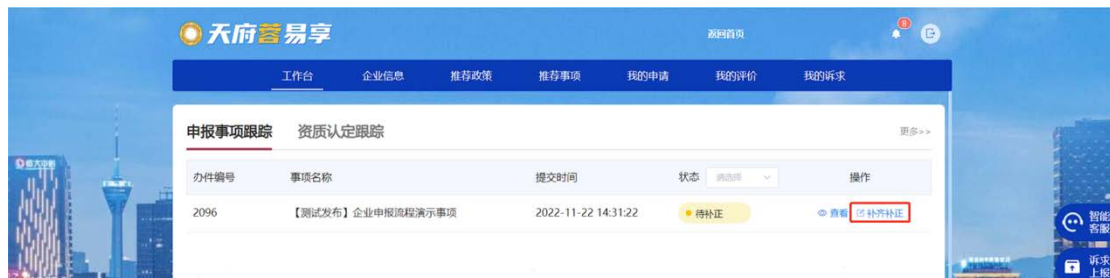 天府蓉易享
返回首页
8
工作台 企业信息 推荐政策 推荐事项 我的申请 我的评价 我的诉求
申报事项跟踪 资质认定跟踪 更多>>
办件编号 事项名称 提交时间 状态 请选择 操作
2096 【测试发布】企业申报流程演示事项 2022-11-22 14:31:22 待补正 查看 补齐补正
智能
客服
诉求
上报
恒大中心